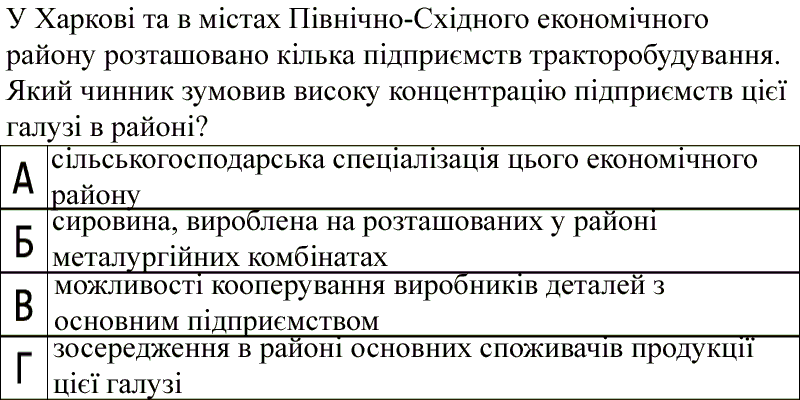 У Харкові та в містах Північно-Східного економічного
району розташовано кілька підприємств тракторобудування.
Який чинник зумовив високу концентрацію підприємств цієї
галузі в районі?
А сільськогосподарська спеціалізація цього економічного
району
Б сировина, вироблена на розташованих у районі
металургійних комбінатах
В можливості кооперування виробників деталей з
основним підприємством
Г зосередження в районі основних споживачів продукції
цієї галузі